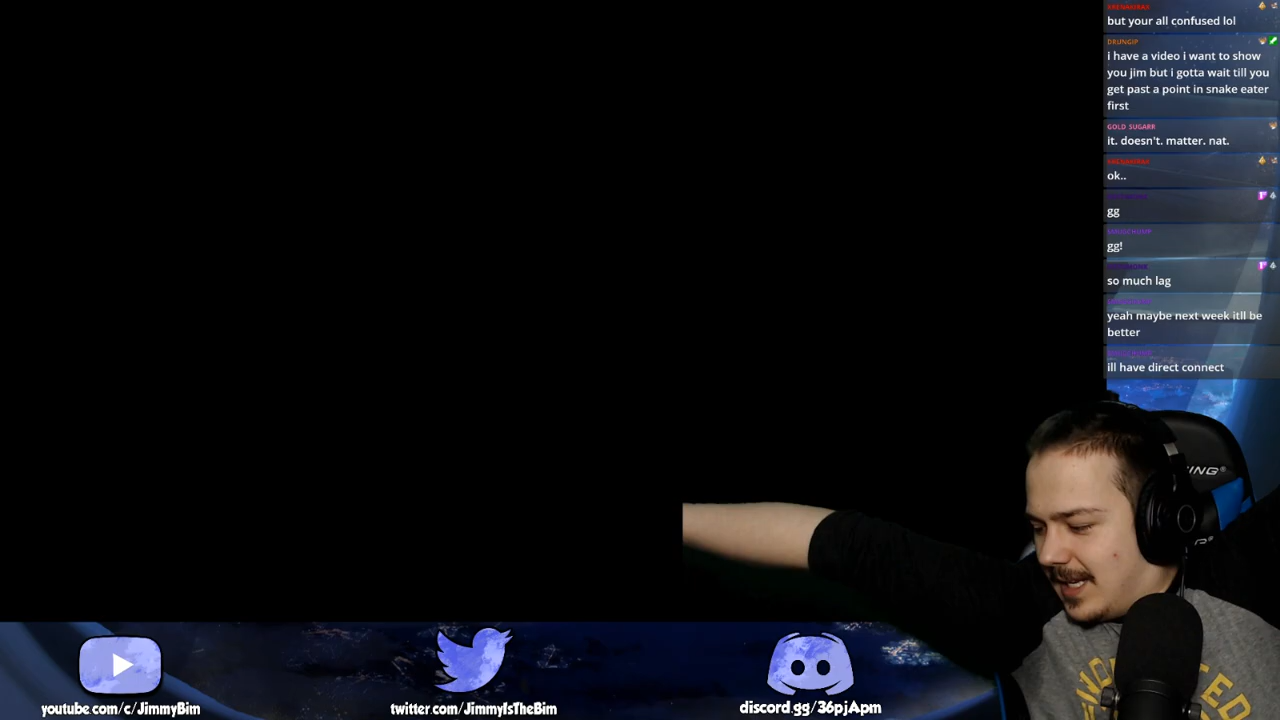 but your all confused lol
DRUNGIP
i have a video i want to show
you jim but i gotta wait till you
get past a point in snake eater
first
GOLD SUGARR
it. doesn't. matter. nat.
ok..
gg
gg!
so much lag
yeah maybe next week itll be
better
ill have direct connect
ING®
youtube.com/c/JimmyBim
twitter.com/JimmyIsTheBim
discord.gg/36pjApm